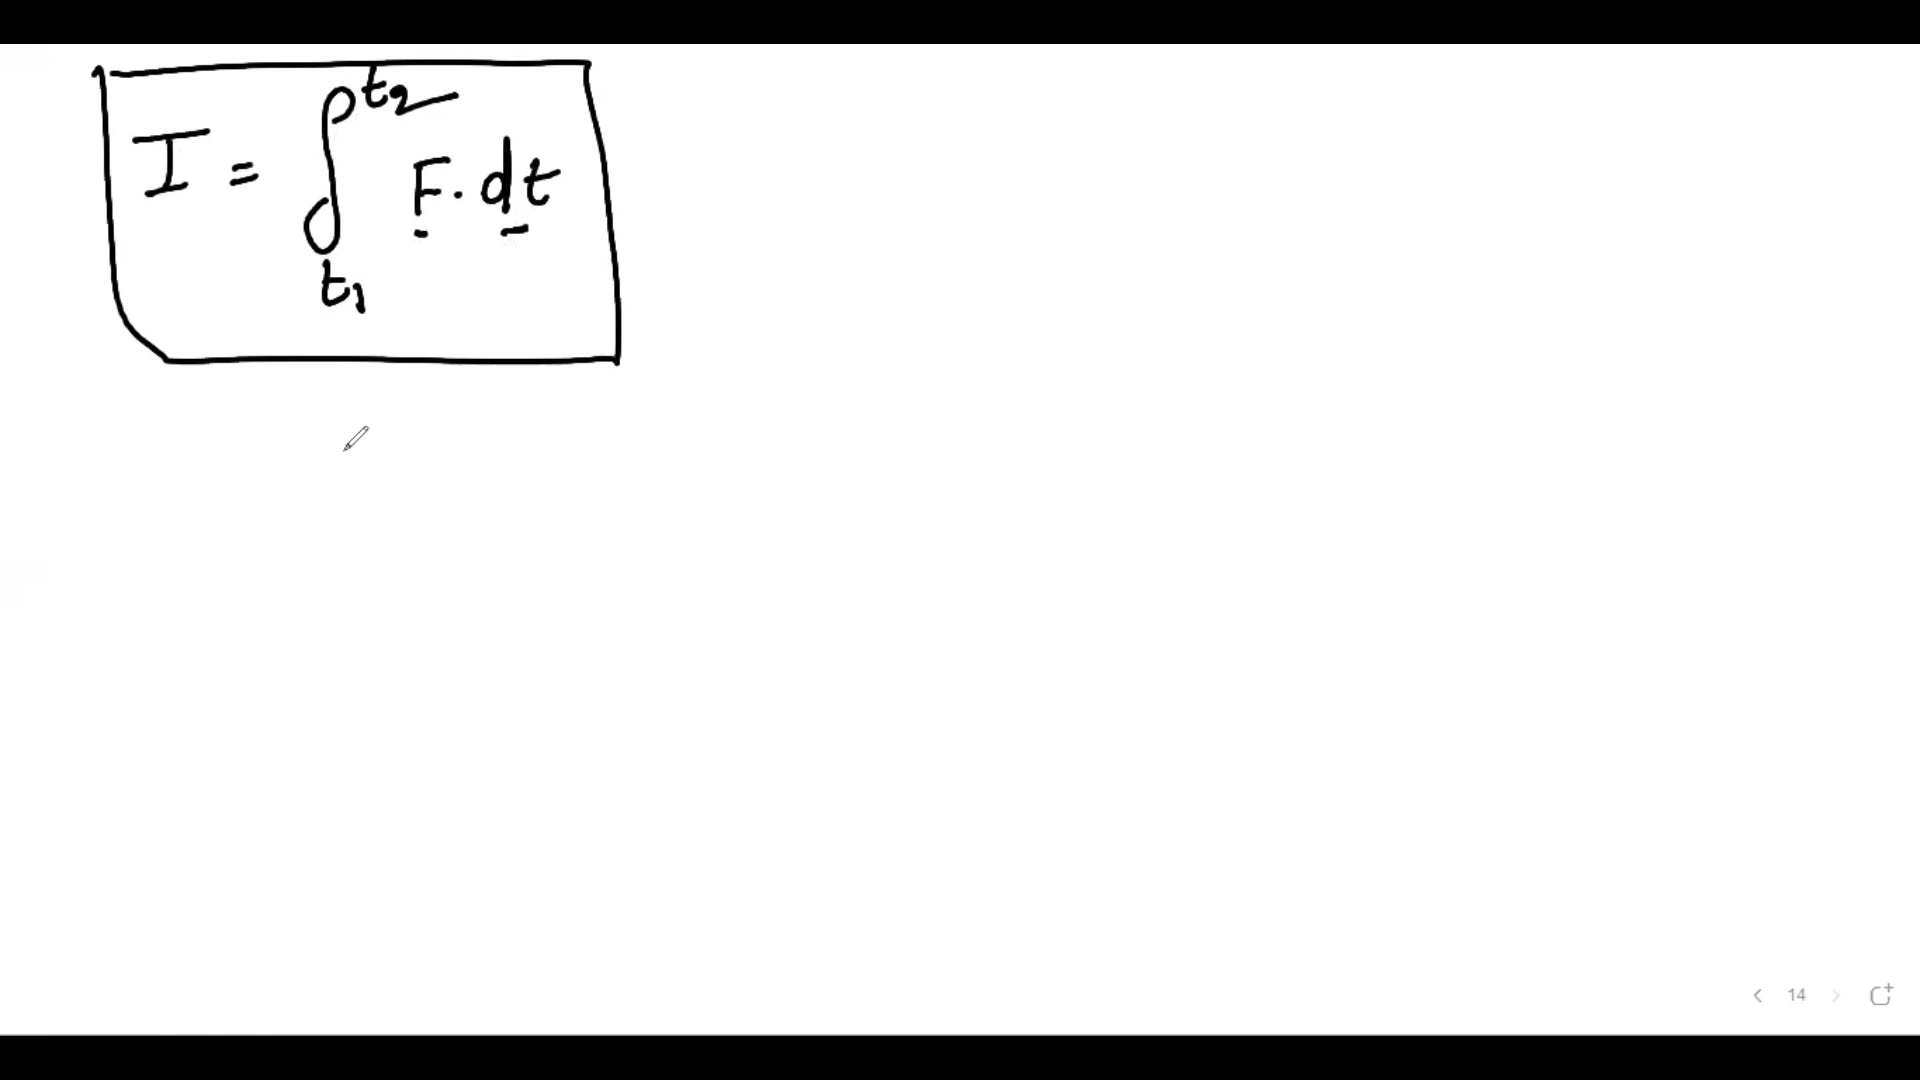 I = ∫_{t₁}^{t₂} F. dt
14